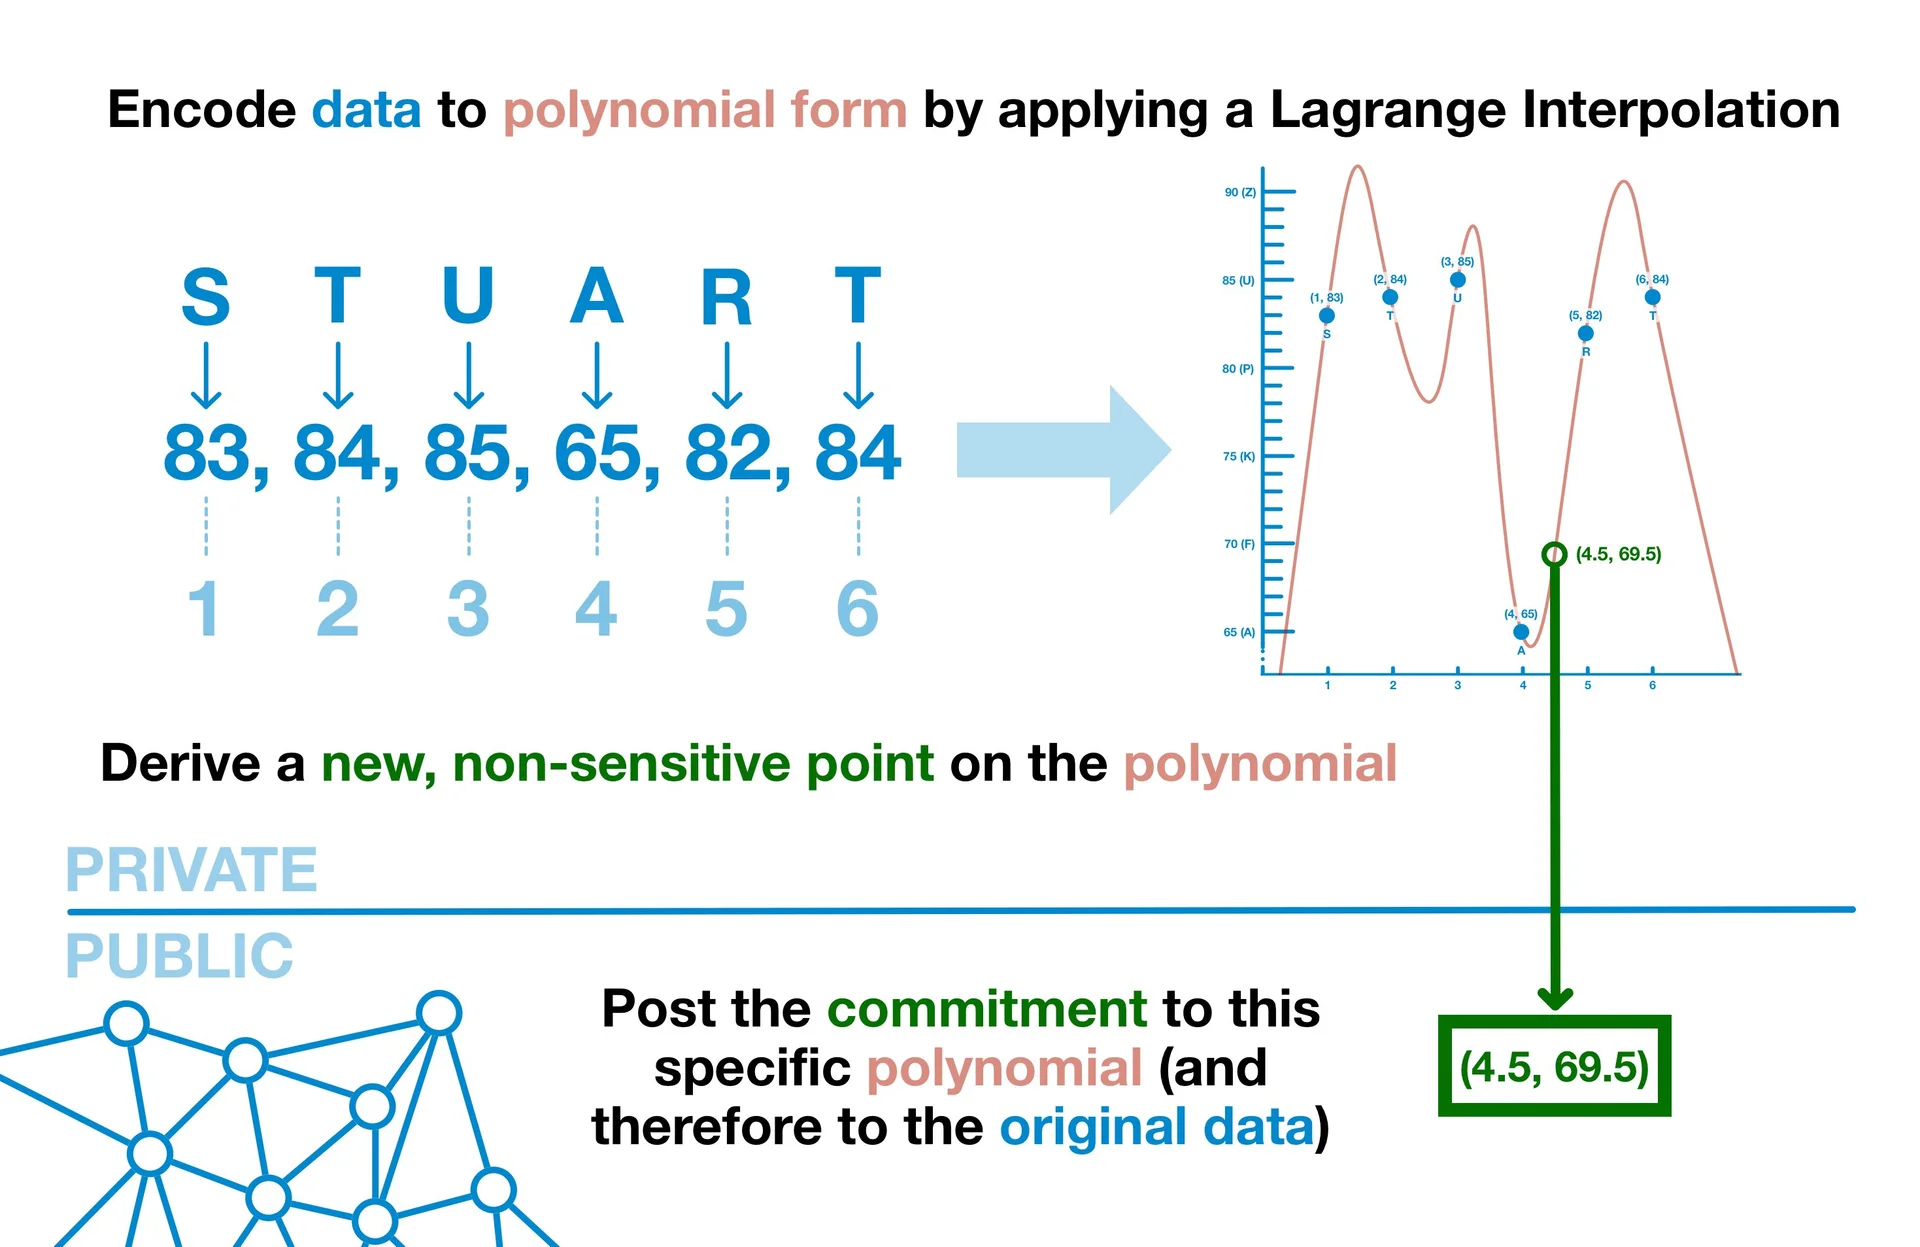 Encode data to polynomial form by applying a Lagrange Interpolation
S T U A R T
83, 84, 85, 65, 82, 84
1 2 3 4 5 6
90 (Z)
85 (U)
80 (P)
75 (K)
70 (F)
65 (A)
(1, 83)
S
(2, 84)
T
(3, 85)
U
(4, 65)
A
(5, 82)
R
(6, 84)
T
(4.5, 69.5)
1 2 3 4 5 6
Derive a new, non-sensitive point on the polynomial
PRIVATE
PUBLIC
Post the commitment to this
specific polynomial (and
therefore to the original data)
(4.5, 69.5)